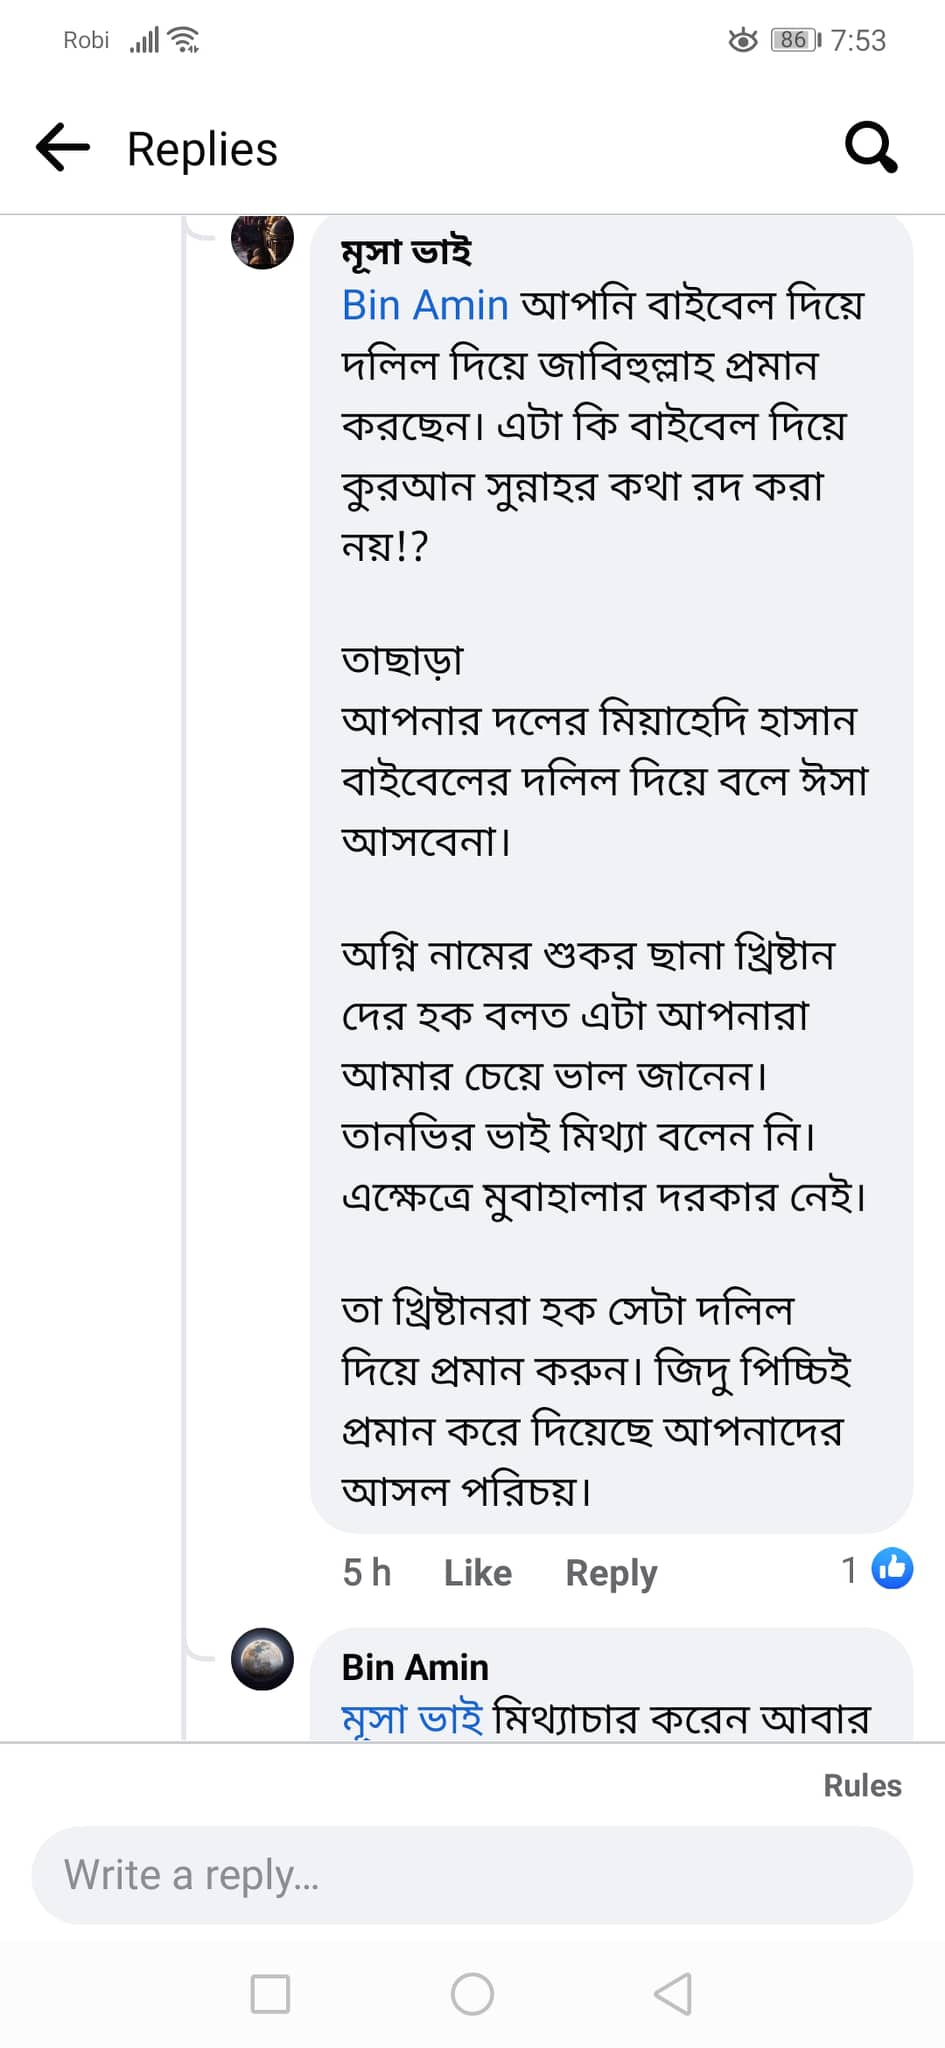 Robi
86 7:53
Replies
মূসা ভাই
Bin Amin আপনি বাইবেল দিয়ে
দলিল দিয়ে জাবিহুল্লাহ প্রমান
করছেন। এটা কি বাইবেল দিয়ে
কুরআন সুন্নাহর কথা রদ করা
নয়!?
তাছাড়া
আপনার দলের মিয়াহেদি হাসান
বাইবেলের দলিল দিয়ে বলে ঈসা
আসবেনা।
অগ্নি নামের শুকর ছানা খ্রিষ্টান
দের হক বলত এটা আপনারা
আমার চেয়ে ভাল জানেন।
তানভির ভাই মিথ্যা বলেন নি।
এক্ষেত্রে মুবাহালার দরকার নেই।
তা খ্রিষ্টানরা হক সেটা দলিল
দিয়ে প্রমান করুন। জিদু পিচ্চিই
প্রমান করে দিয়েছে আপনাদের
আসল পরিচয়।
5 h Like Reply 1
Bin Amin
মূসা ভাই মিথ্যাচার করেন আবার
Rules
Write a reply...